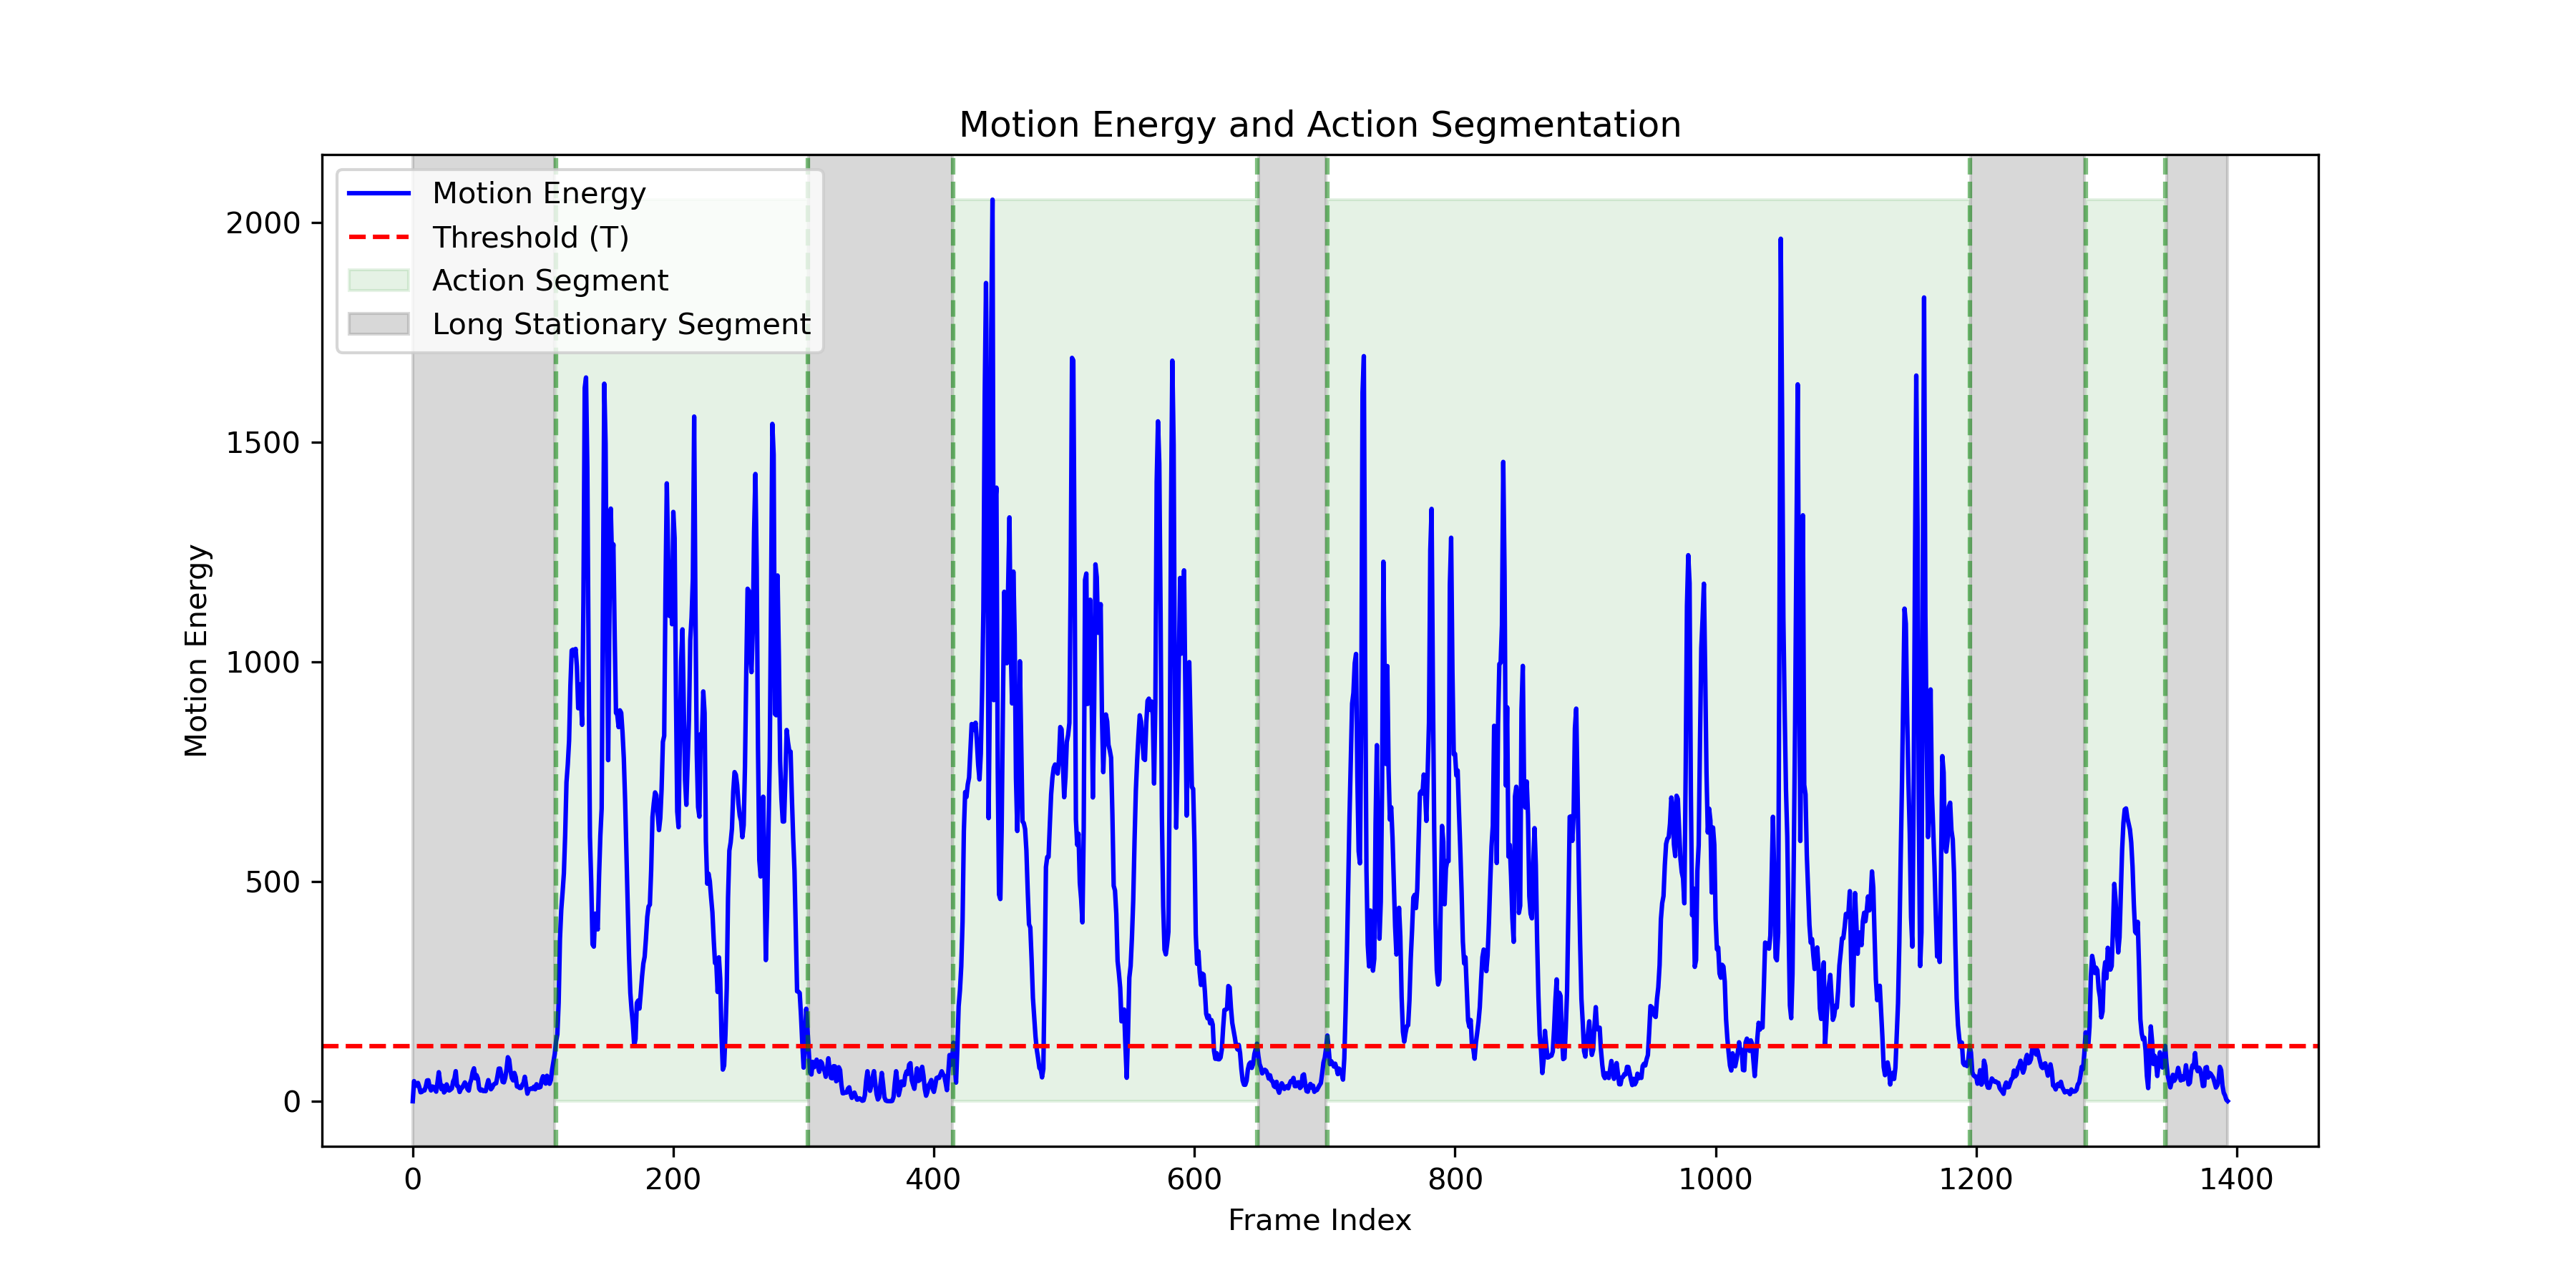 Motion Energy and Action Segmentation
Motion Energy
Threshold (T)
Action Segment
Long Stationary Segment
Motion Energy
2000
1500
1000
500
0
0 200 400 600 800 1000 1200 1400
Frame Index